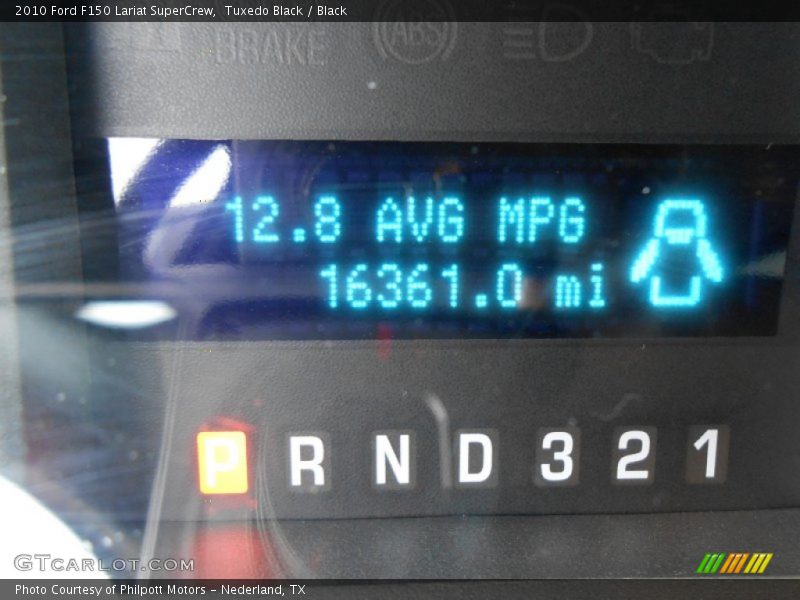 2010 Ford F150 Lariat SuperCrew, Tuxedo Black / Black
BRAKE ABS
12.8 AVG MPG
16361.0 mi
P R N D 3 2 1
GTCARLOT.COM
Photo Courtesy of Philpott Motors - Nederland, TX